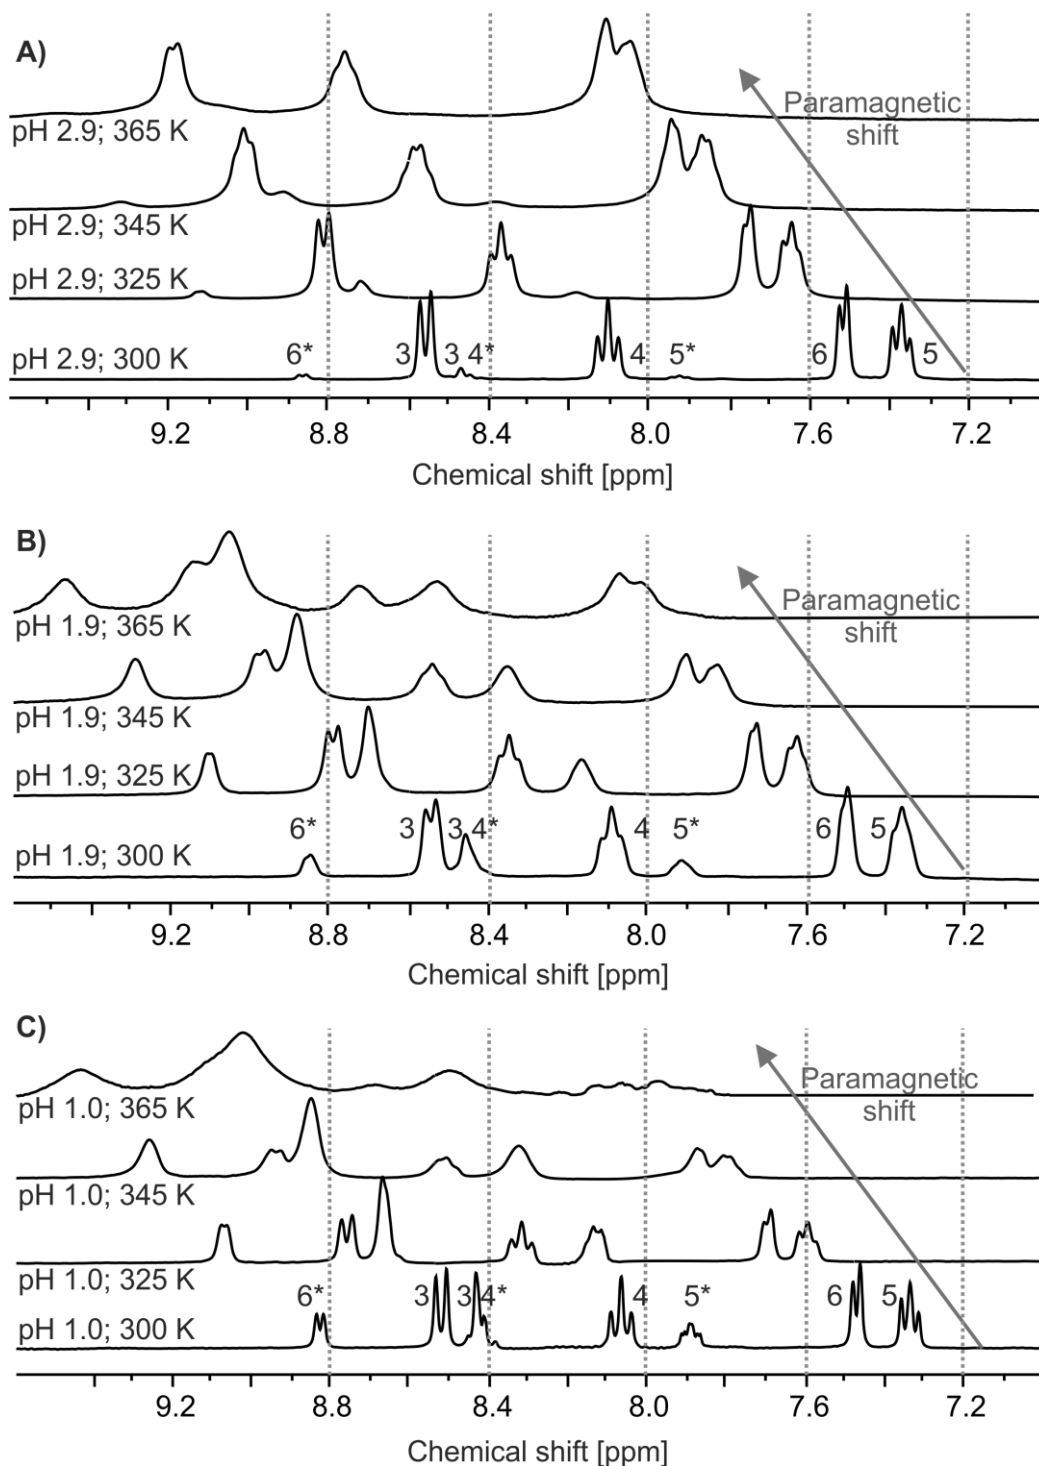 A)
Paramagnetic
shift
pH 2.9; 365 K
pH 2.9; 345 K
pH 2.9; 325 K
pH 2.9; 300 K
6* 3 3 4* 4 5* 6 5
9.2 8.8 8.4 8.0 7.6 7.2
Chemical shift [ppm]
B)
Paramagnetic
shift
pH 1.9; 365 K
pH 1.9; 345 K
pH 1.9; 325 K
6* 3 3 4* 4 5* 6 5
pH 1.9; 300 K
9.2 8.8 8.4 8.0 7.6 7.2
Chemical shift [ppm]
C)
Paramagnetic
shift
pH 1.0; 365 K
pH 1.0; 345 K
pH 1.0; 325 K
6* 3 3 4* 4 5* 6 5
pH 1.0; 300 K
9.2 8.8 8.4 8.0 7.6 7.2
Chemical shift [ppm]